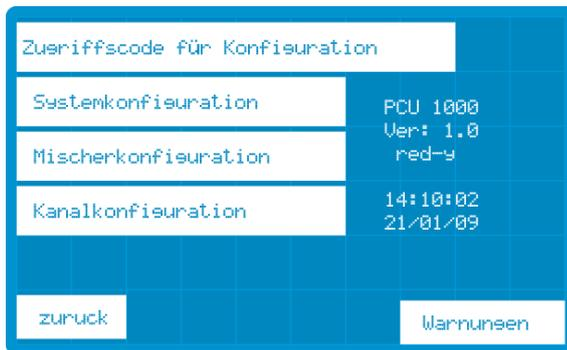 Zugriffscode für Konfiguration
Systemkonfiguration
Mischerkonfiguration
Kanalkonfiguration
PCU 1000
Ver: 1.0
red-y
14:10:02
21/01/09
zuruck
Warnungen